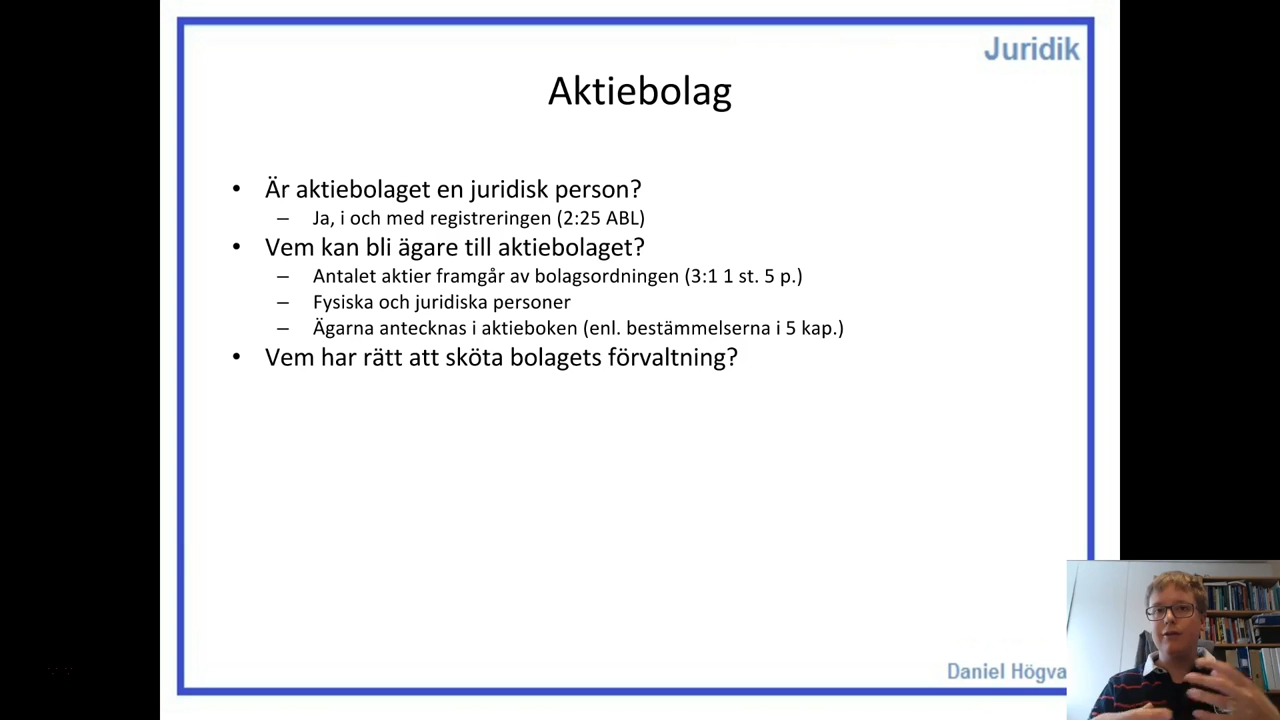 Juridik
Aktiebolag
• Är aktiebolaget en juridisk person?
– Ja, i och med registreringen (2:25 ABL)
• Vem kan bli ägare till aktiebolaget?
– Antalet aktier framgår av bolagsordningen (3:1 1 st. 5 p.)
– Fysiska och juridiska personer
– Ägarna antecknas i aktieboken (enl. bestämmelserna i 5 kap.)
• Vem har rätt att sköta bolagets förvaltning?
Daniel Högva